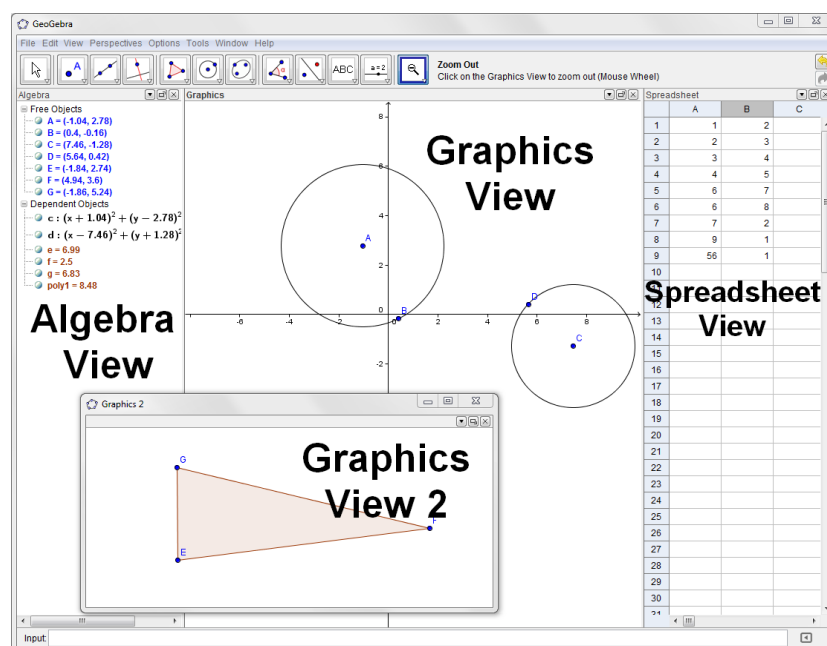 GeoGebra
File Edit View Perspectives Options Tools Window Help
A
α
ABC
a=2
Zoom Out
Click on the Graphics View to zoom out (Mouse Wheel)
Algebra
Graphics
Spreadsheet
Free Objects
A = (-1.04, 2.78)
B = (0.4, -0.16)
C = (7.46, -1.28)
D = (5.64, 0.42)
E = (-1.84, 2.74)
F = (4.94, 3.6)
G = (-1.86, 5.24)
Dependent Objects
c : (x + 1.04)² + (y − 2.78)²
d : (x − 7.46)² + (y + 1.28)²
e = 6.99
f = 2.5
g = 6.83
poly1 = 8.48
Algebra
View
8
6
4
2
0
-2
-6 -4 -2 0 2 4 6 8
A
B
D
C
Graphics
View
A B C
1 1 2
2 2 3
3 3 4
4 4 5
5 6 7
6 6 8
7 7 2
8 9 1
9 56 1
10
12
13
14
15
16
17
18
19
20
21
22
23
24
25
26
27
28
29
30
31
Spreadsheet
View
Graphics 2
G
E
F
Graphics
View 2
Input: